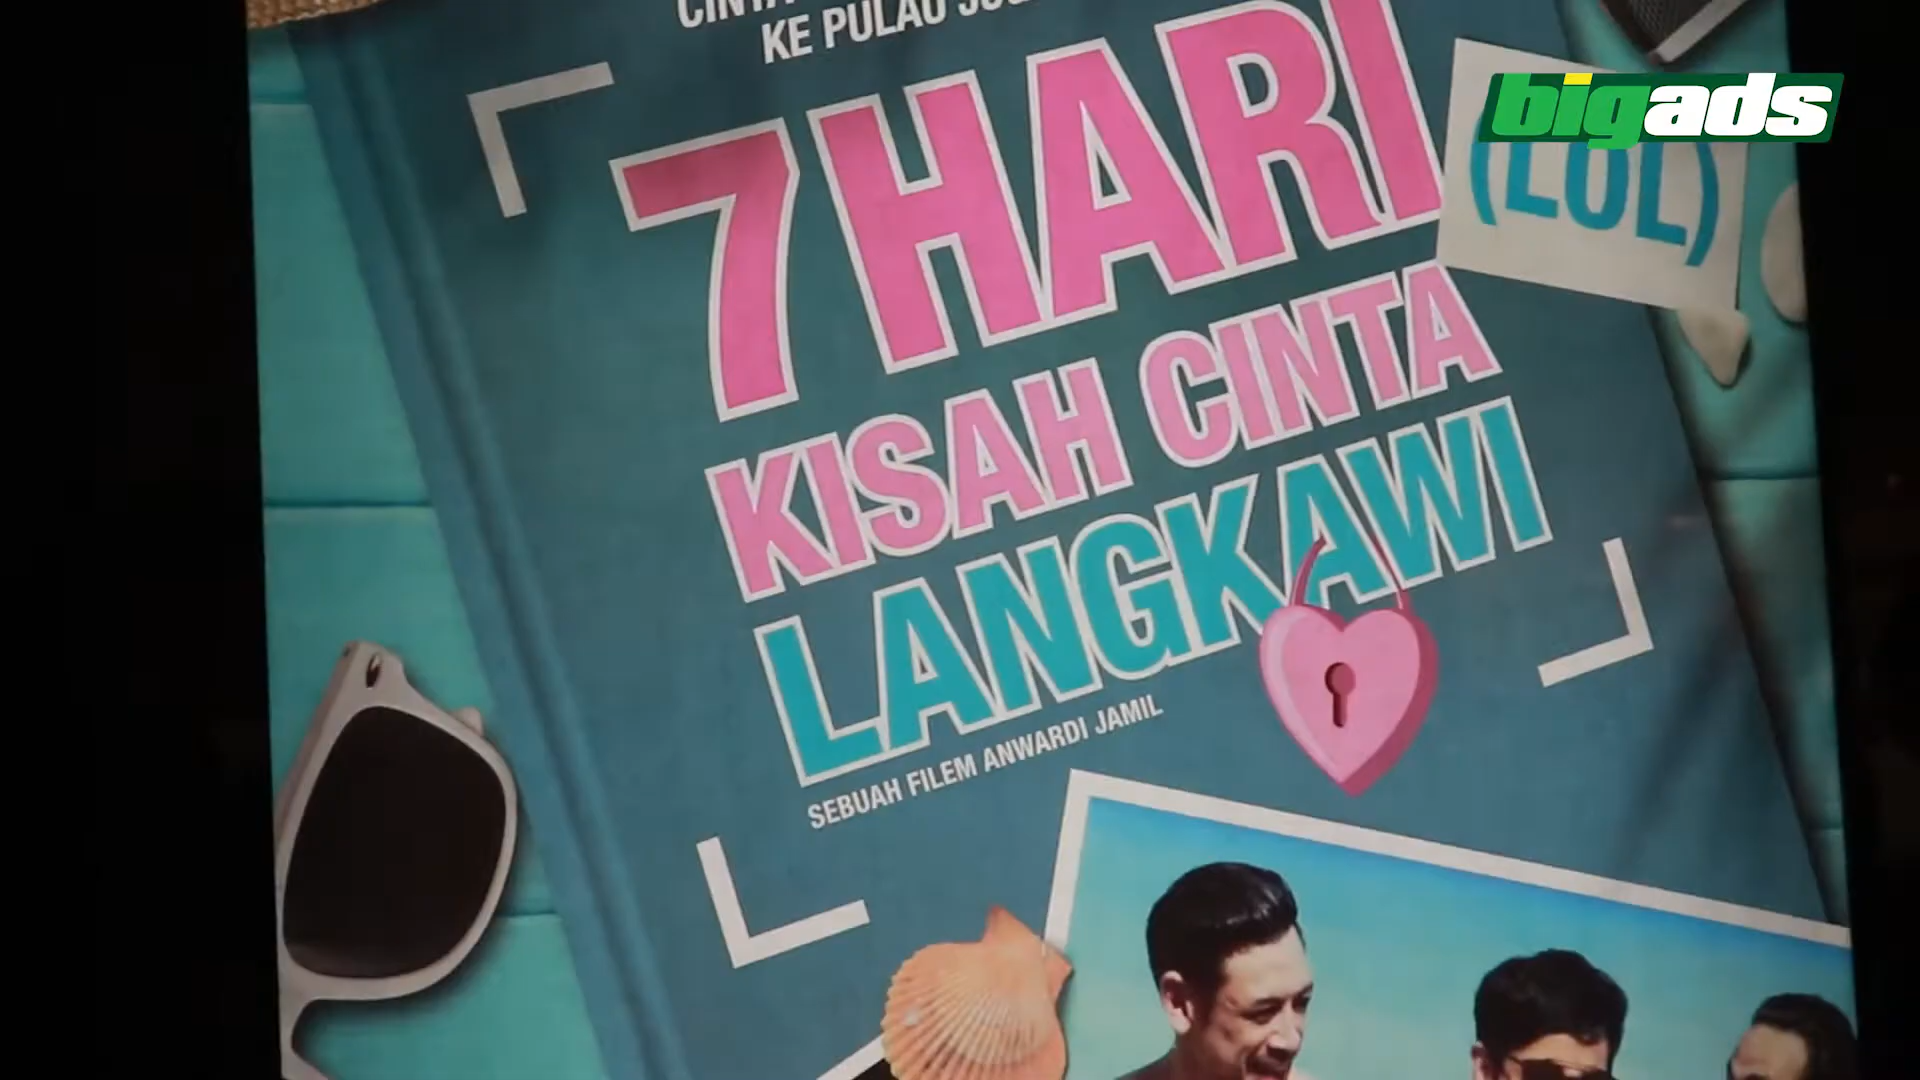 KE PULAU
7 HARI
KISAH CINTA
LANGKAWI
SEBUAH FILEM ANWARDI JAMIL
(LOL)
bigads